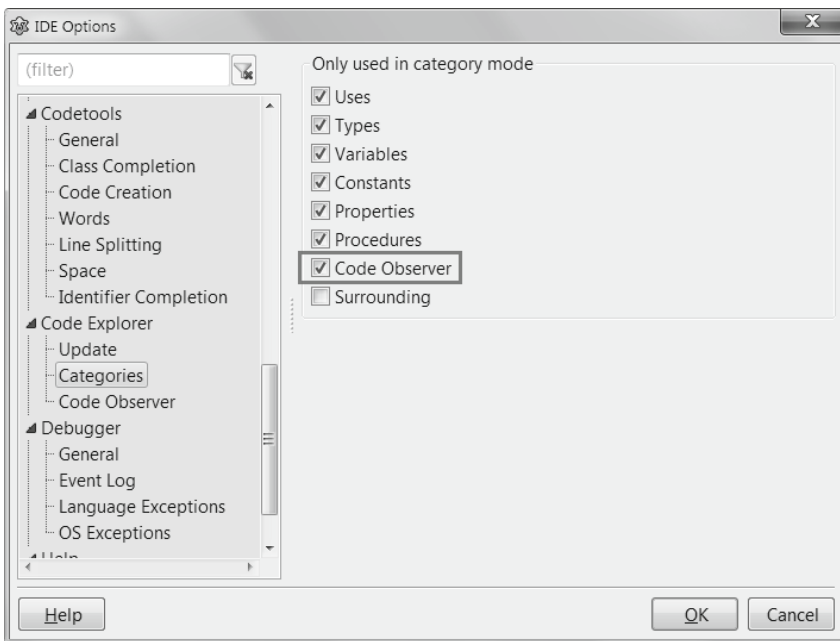 IDE Options
(filter)
Codetools
General
Class Completion
Code Creation
Words
Line Splitting
Space
Identifier Completion
Code Explorer
Update
Categories
Code Observer
Debugger
General
Event Log
Language Exceptions
OS Exceptions
Help
Only used in category mode
Uses
Types
Variables
Constants
Properties
Procedures
Code Observer
Surrounding
Help
OK
Cancel